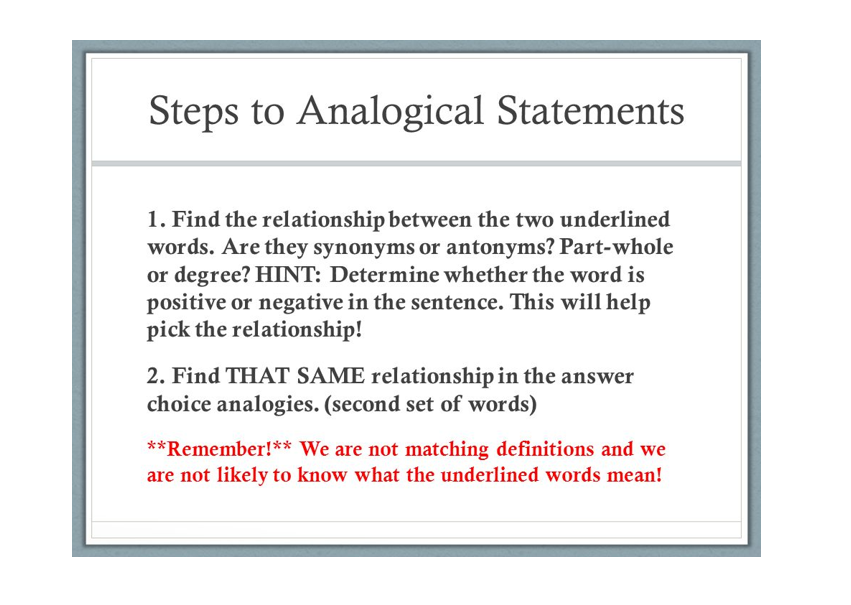 Steps to Analogical Statements
1. Find the relationship between the two underlined
words. Are they synonyms or antonyms? Part-whole
or degree? HINT: Determine whether the word is
positive or negative in the sentence. This will help
pick the relationship!
2. Find THAT SAME relationship in the answer
choice analogies. (second set of words)
**Remember!** We are not matching definitions and we
are not likely to know what the underlined words mean!